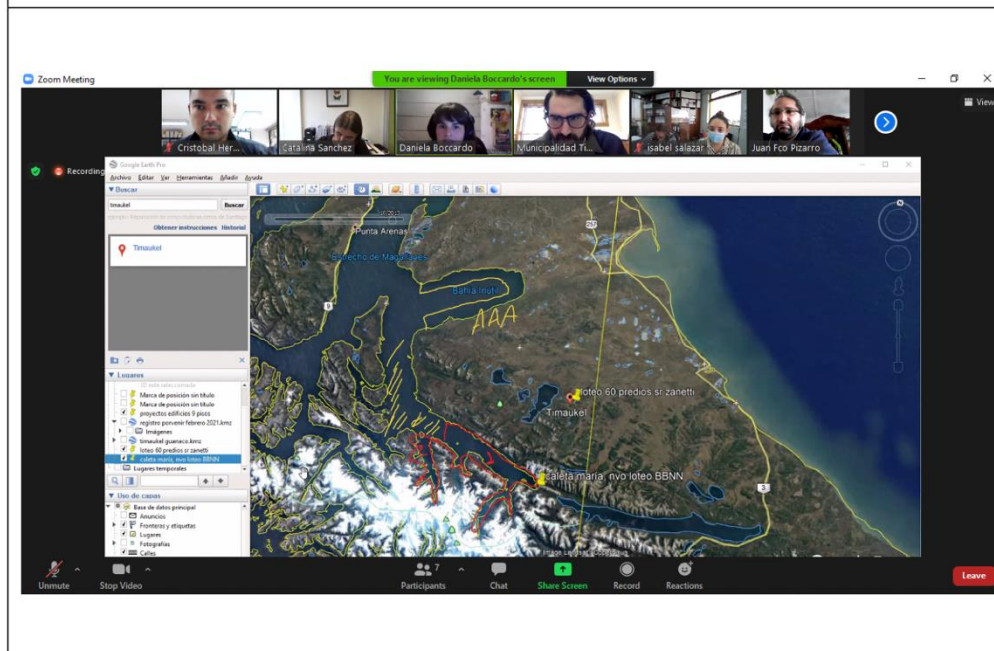 Zoom Meeting
You are viewing Daniela Boccardo's screen
View Options
View
Cristobal Her...
Catalina Sanchez
Daniela Boccardo
Municipalidad Ti...
isabel salazar
Juan Fco Pizarro
Recording
Google Earth Pro
Archivo Editar Ver Herramientas Añadir Ayuda
Buscar
timaukel
Buscar
Obtener instrucciones Historial
Timaukel
Lugares
Marca de posición sin título
Marca de posición sin título
proyectos edificios 9 pisos
registro porvenir febrero 2021.kmz
Imágenes
timaukel guanaco.kmz
loteo 60 predios sr zanetti
caleta maría, nvo loteo BBNN
Lugares temporales
Uso de capas
Base de datos principal
Anuncios
Fronteras y etiquetas
Lugares
Fotografías
Calles
Punta Arenas
Estrecho de Magallanes
Bahía Inútil
AAA
257
9
N
loteo 60 predios sr zanetti
Timaukel
caleta maría, nvo loteo BBNN
3
Unmute
Stop Video
7
Participants
Chat
Share Screen
Record
Reactions
Leave